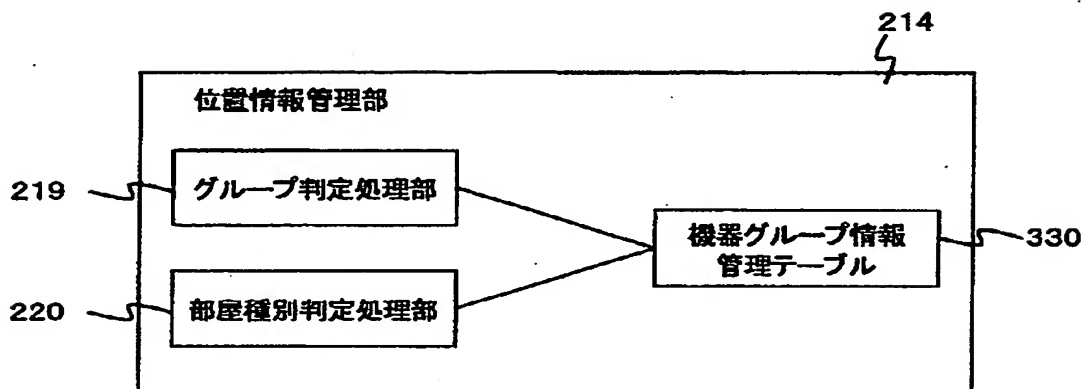 214
位置情報管理部
219
グループ判定処理部
機器グループ情報
管理テーブル
330
220
部屋種別判定処理部